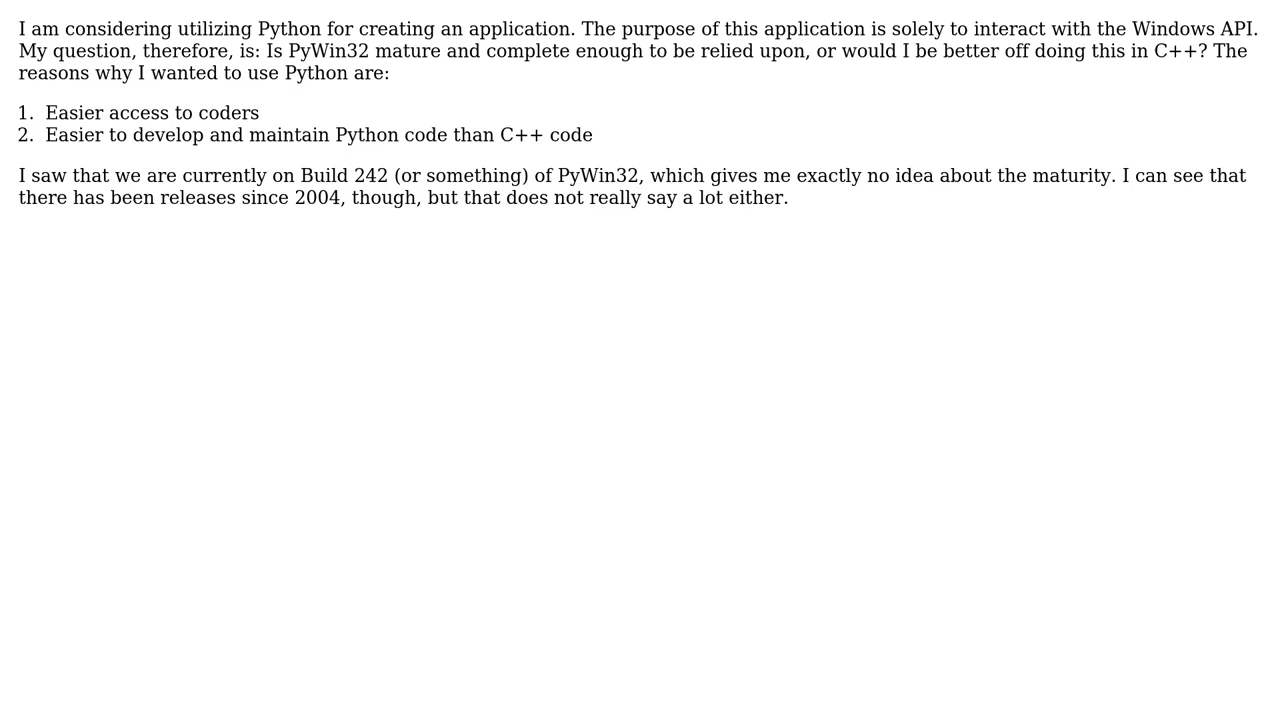 I am considering utilizing Python for creating an application. The purpose of this application is solely to interact with the Windows API.
My question, therefore, is: Is PyWin32 mature and complete enough to be relied upon, or would I be better off doing this in C++? The
reasons why I wanted to use Python are:
1. Easier access to coders
2. Easier to develop and maintain Python code than C++ code
I saw that we are currently on Build 242 (or something) of PyWin32, which gives me exactly no idea about the maturity. I can see that
there has been releases since 2004, though, but that does not really say a lot either.